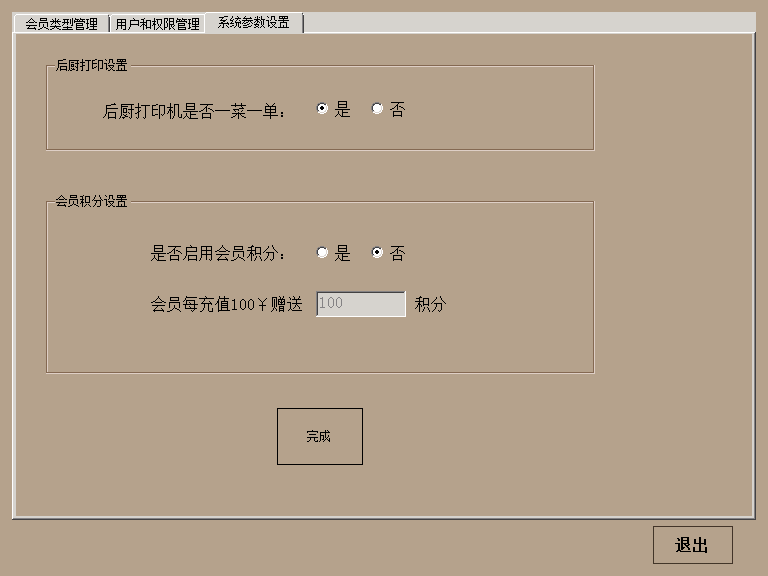 会员类型管理 用户和权限管理 系统参数设置
后厨打印设置
后厨打印机是否一菜一单： 是 否
会员积分设置
是否启用会员积分： 是 否
会员每充值100￥赠送 100 积分
完成
退出